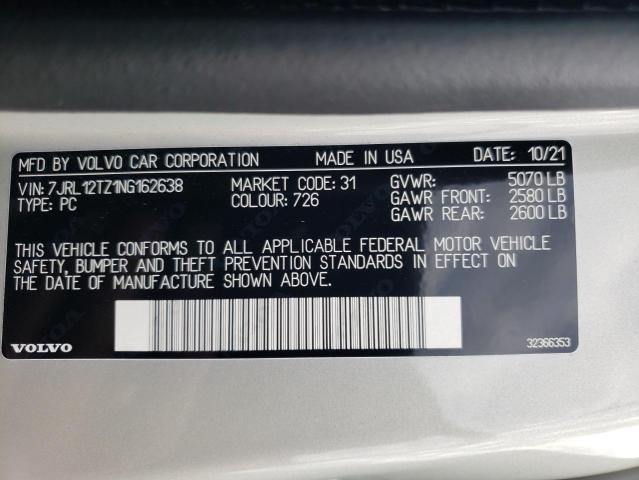 MFD BY VOLVO CAR CORPORATION MADE IN USA DATE: 10/21
VIN: 7JRL12TZ1NG162638 MARKET CODE: 31 GVWR: 5070 LB
TYPE: PC COLOUR: 726 GAWR FRONT: 2580 LB
GAWR REAR: 2600 LB
THIS VEHICLE CONFORMS TO ALL APPLICABLE FEDERAL MOTOR VEHICLE
SAFETY, BUMPER AND THEFT PREVENTION STANDARDS IN EFFECT ON
THE DATE OF MANUFACTURE SHOWN ABOVE.
VOLVO 32366353